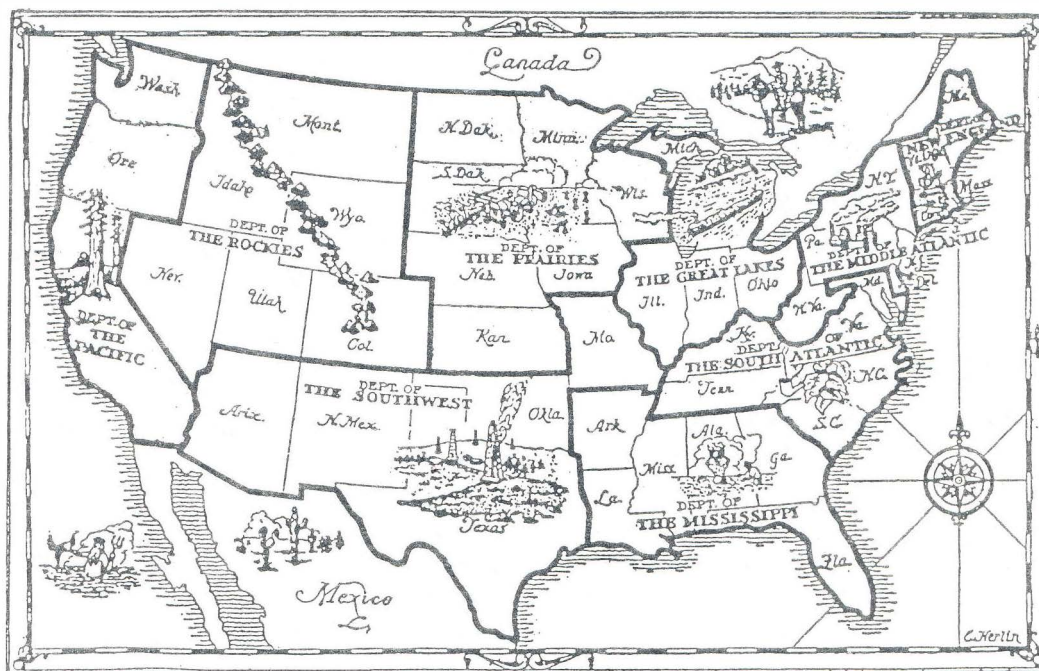 Canada
Wash.
Mont.
N. Dak.
Minn.
Mich
Me.
DEPT. OF
NEW ENGLAND
Ore
Idaho
S. Dak.
Wis.
N.Y.
Mass
Wya
DEPT. OF
THE ROCKIES
DEPT. OF
THE PRAIRIES
DEPT. OF
THE GREAT LAKES
Pa.
DEPT. OF
THE MIDDLE ATLANTIC
Nev.
Utah
Neb.
Iowa
Ill.
Ind.
Ohio
W. Va.
Md.
Del.
DEPT. OF
THE
PACIFIC
Col.
Kan
Mo
Ky.
Va.
DEPT. OF
THE SOUTH ATLANTIC
Tenn
N.C.
S.C.
DEPT. OF
THE SOUTHWEST
Ariz.
N. Mex.
Okla.
Ark
Texas
Miss
Ala.
Ga.
La.
DEPT. OF
THE MISSISSIPPI
Fla.
Mexico
C. Herlin